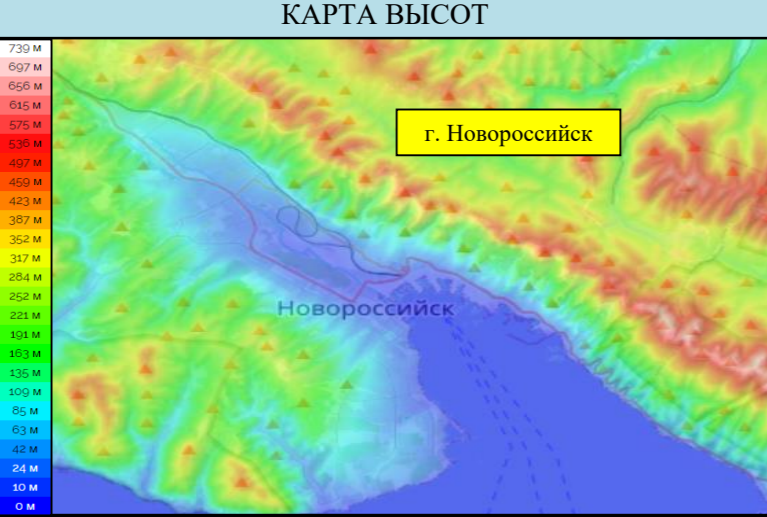 КАРТА ВЫСОТ
739 м
697 м
656 м
615 м
575 м
536 м
497 м
459 м
423 м
387 м
352 м
317 м
284 м
252 м
221 м
191 м
163 м
135 м
109 м
85 м
63 м
42 м
24 м
10 м
0 м
г. Новороссийск
Новороссийск